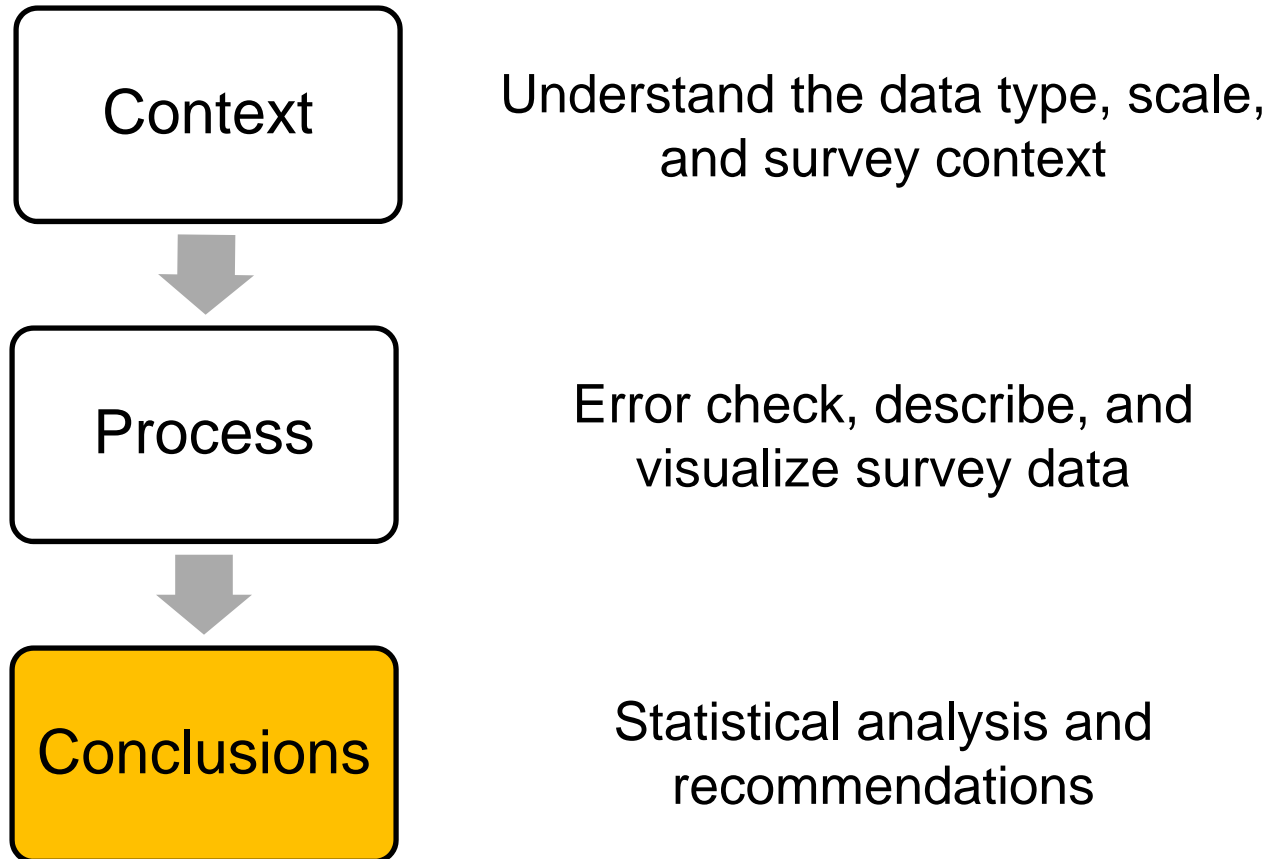 Context
Understand the data type, scale,
and survey context
Process
Error check, describe, and
visualize survey data
Conclusions
Statistical analysis and
recommendations